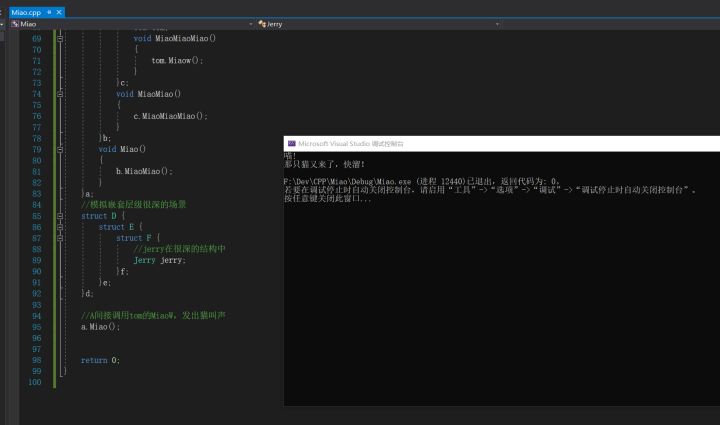 Miao.cpp
Miao
Jerry
69 void MiaoMiaoMiao()
70 {
71 tom.Miaow();
72 }
73 }c;
74 void MiaoMiao()
75 {
76 c.MiaoMiaoMiao();
77 }
78 }b;
79 void Miao()
80 {
81 b.MiaoMiao();
82 }
83 }a;
84 //模拟嵌套层级很深的场景
85 struct D {
86 struct E {
87 struct F {
88 //jerry在很深的结构中
89 Jerry jerry;
90 }f;
91 }e;
92 }d;
93
94 //A间接调用tom的MiaoW，发出猫叫声
95 a.Miao();
96
97
98 return 0;
99 }
100
Microsoft Visual Studio 调试控制台
喵！
那只猫又来了，快溜！
F:\Dev\CPP\Miao\Debug\Miao.exe (进程 12440)已退出，返回代码为: 0。
若要在调试停止时自动关闭控制台，请启用“工具”->“选项”->“调试”->“调试停止时自动关闭控制台”。
按任意键关闭此窗口...